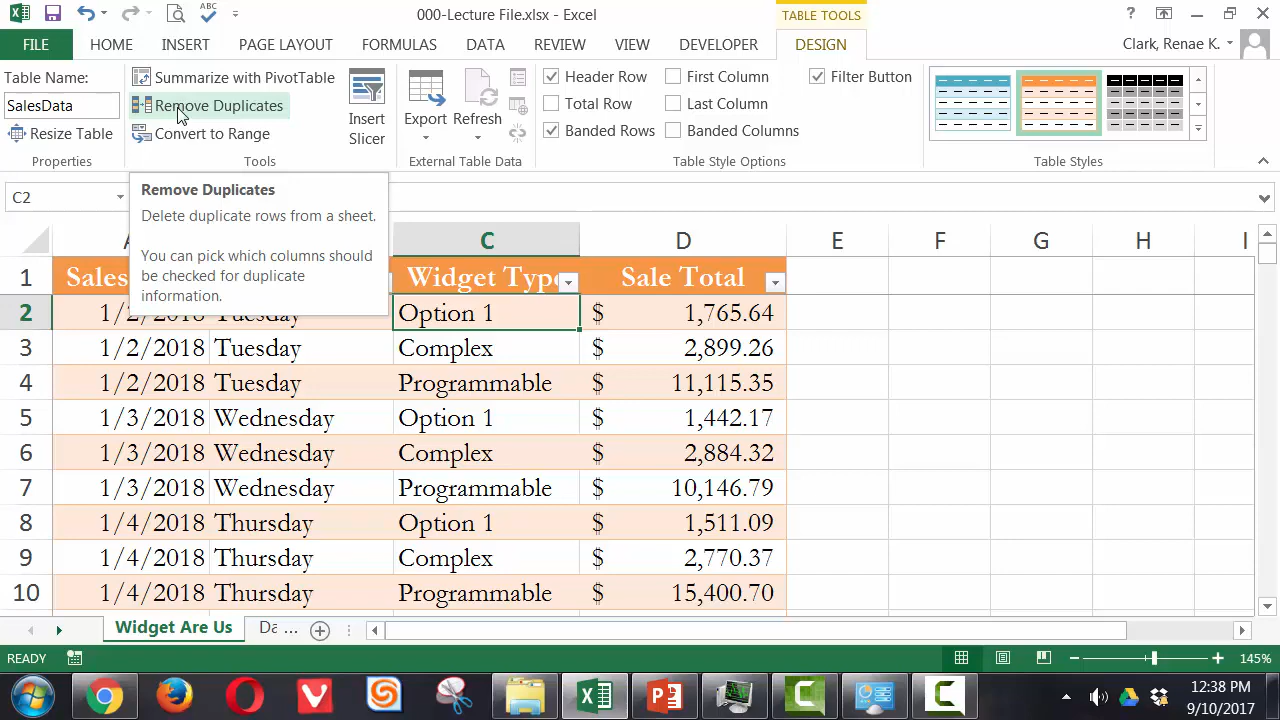 ABC
000-Lecture File.xlsx - Excel
TABLE TOOLS
?
FILE
HOME
INSERT
PAGE LAYOUT
FORMULAS
DATA
REVIEW
VIEW
DEVELOPER
DESIGN
Clark, Renae K.
Table Name:
SalesData
Resize Table
Properties
Summarize with PivotTable
Remove Duplicates
Convert to Range
Tools
Insert
Slicer
Export
Refresh
External Table Data
Header Row
Total Row
Banded Rows
First Column
Last Column
Banded Columns
Filter Button
Table Style Options
Table Styles
C2
Remove Duplicates
Delete duplicate rows from a sheet.
You can pick which columns should
be checked for duplicate
information.
C D E F G H I
1 Sales Widget Type Sale Total
2 1/2/2018 Tuesday Option 1 $ 1,765.64
3 1/2/2018 Tuesday Complex $ 2,899.26
4 1/2/2018 Tuesday Programmable $ 11,115.35
5 1/3/2018 Wednesday Option 1 $ 1,442.17
6 1/3/2018 Wednesday Complex $ 2,884.32
7 1/3/2018 Wednesday Programmable $ 10,146.79
8 1/4/2018 Thursday Option 1 $ 1,511.09
9 1/4/2018 Thursday Complex $ 2,770.37
10 1/4/2018 Thursday Programmable $ 15,400.70
Widget Are Us
Da ...
READY
145%
12:38 PM
9/10/2017